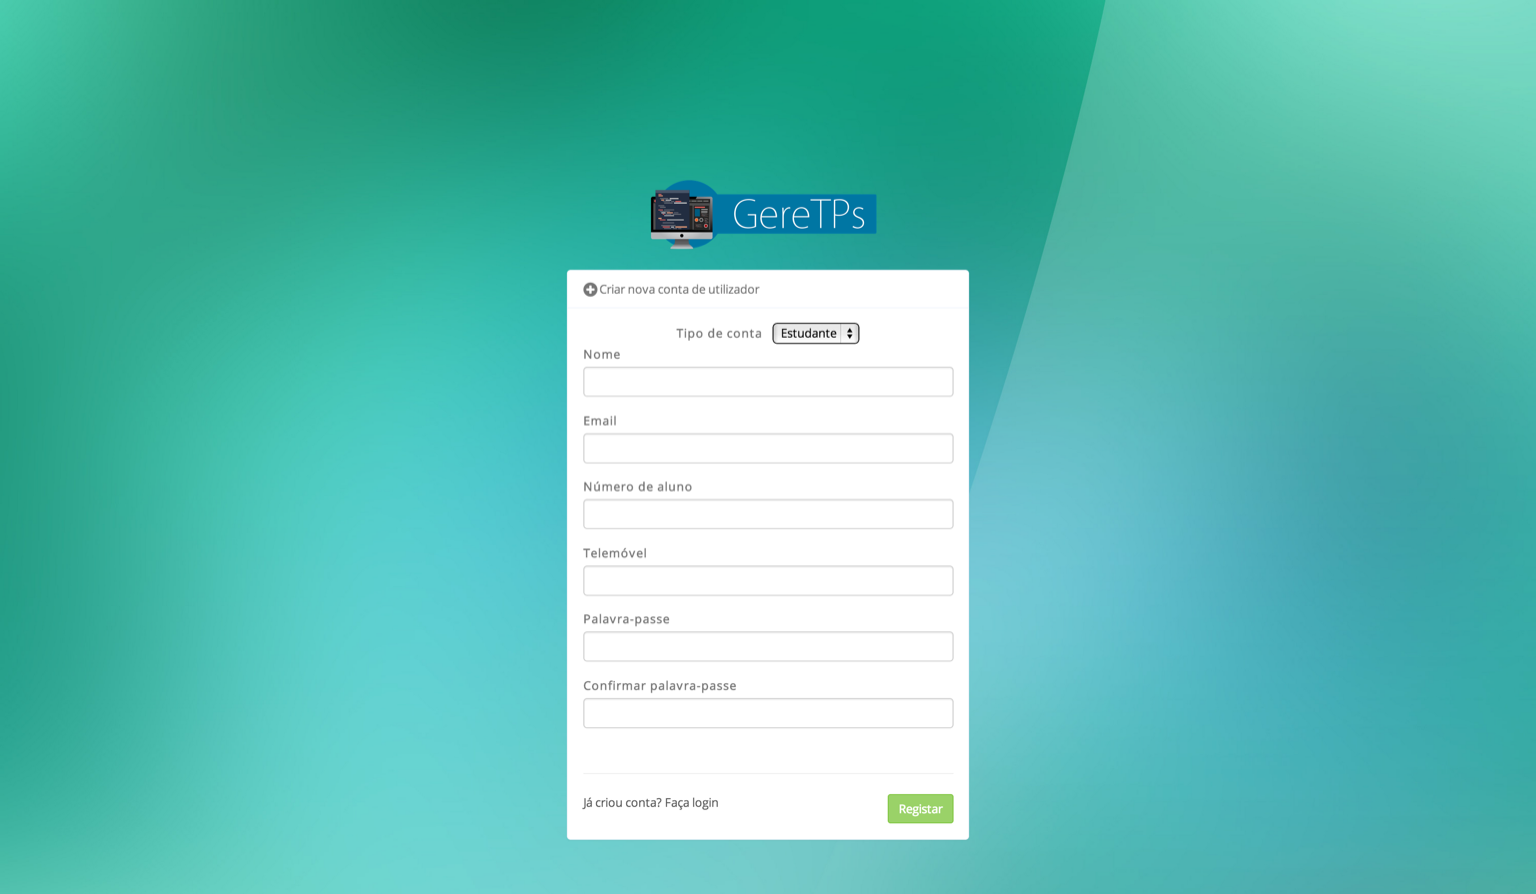 GereTPs
Criar nova conta de utilizador
Tipo de conta Estudante
Nome
Email
Número de aluno
Telemóvel
Palavra-passe
Confirmar palavra-passe
Já criou conta? Faça login
Registar